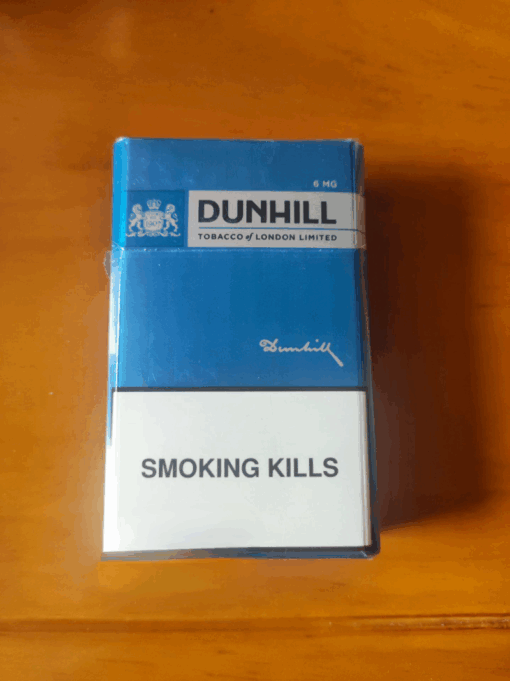 6 MG
DUNHILL
TOBACCO of LONDON LIMITED
Dunhill
SMOKING KILLS